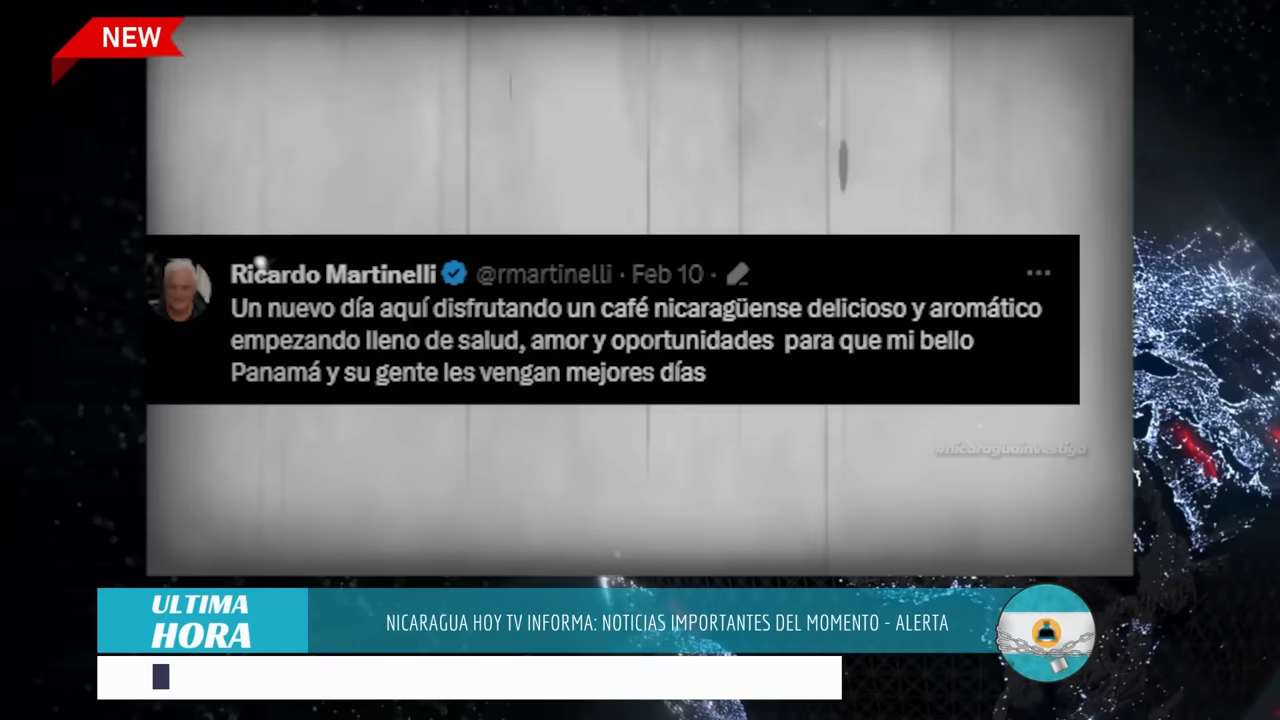 NEW
Ricardo Martinelli @rmartinelli · Feb 10 ·
Un nuevo día aquí disfrutando un café nicaragüense delicioso y aromático
empezando lleno de salud, amor y oportunidades para que mi bello
Panamá y su gente les vengan mejores días
#nicaraguainvestiga
ULTIMA
HORA
NICARAGUA HOY TV INFORMA: NOTICIAS IMPORTANTES DEL MOMENTO - ALERTA